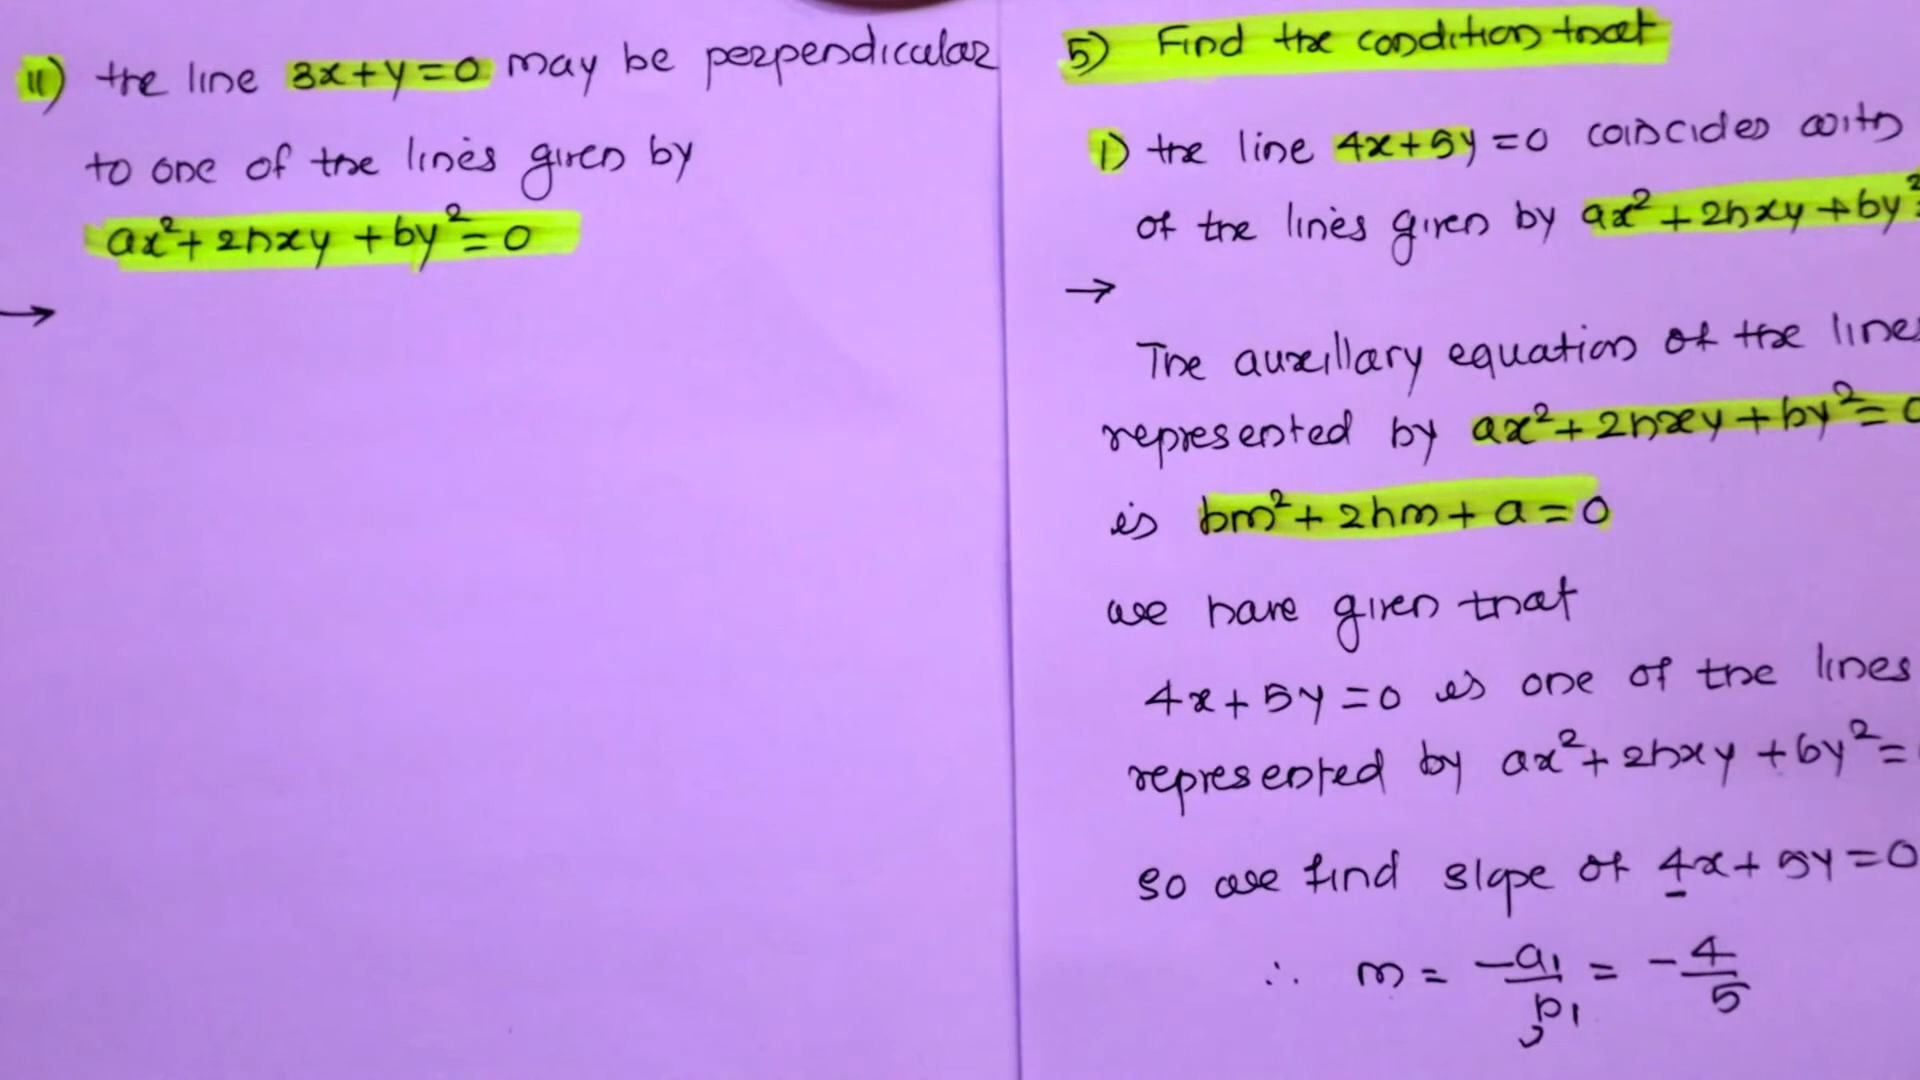 ii) the line 3x+y=0 may be perpendicular
to one of the lines given by
ax²+2hxy+by²=0
→
5) Find the condition that
i) the line 4x+5y=0 coincides with
of the lines given by ax²+2hxy+by²=
→
The auxillary equation of the lines
represented by ax²+2hxy+by²=0
is bm²+2hm+a=0
we have given that
4x+5y=0 is one of the lines
represented by ax²+2hxy+by²=
so we find slope of 4x+5y=0
∴ m = -a₁/b₁ = -4/5